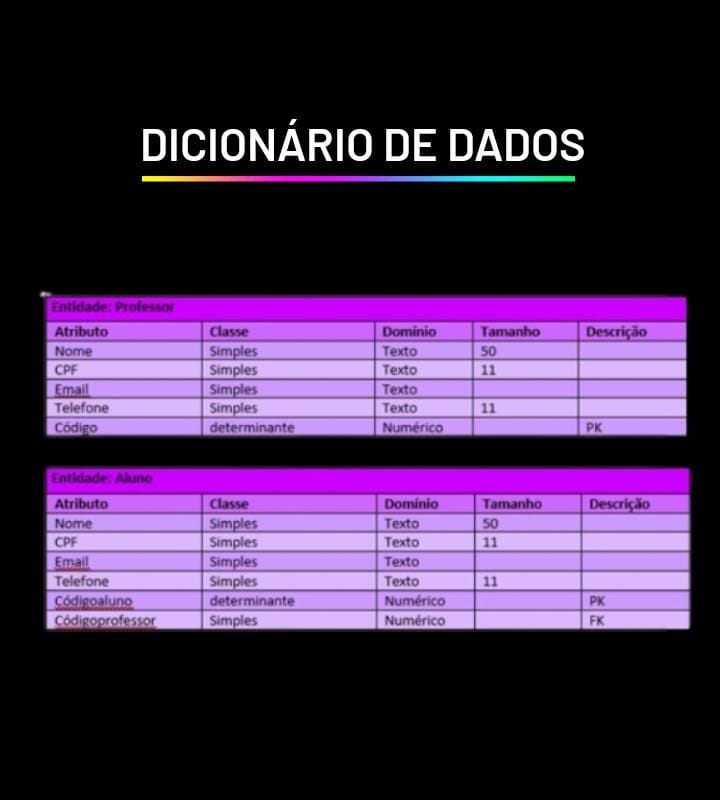 DICIONÁRIO DE DADOS
Entidade: Professor
Atributo Classe Domínio Tamanho Descrição
Nome Simples Texto 50
CPF Simples Texto 11
Email Simples Texto
Telefone Simples Texto 11
Código determinante Numérico PK
Entidade: Aluno
Atributo Classe Domínio Tamanho Descrição
Nome Simples Texto 50
CPF Simples Texto 11
Email Simples Texto
Telefone Simples Texto 11
Códigoaluno determinante Numérico PK
Códigoprofessor Simples Numérico FK